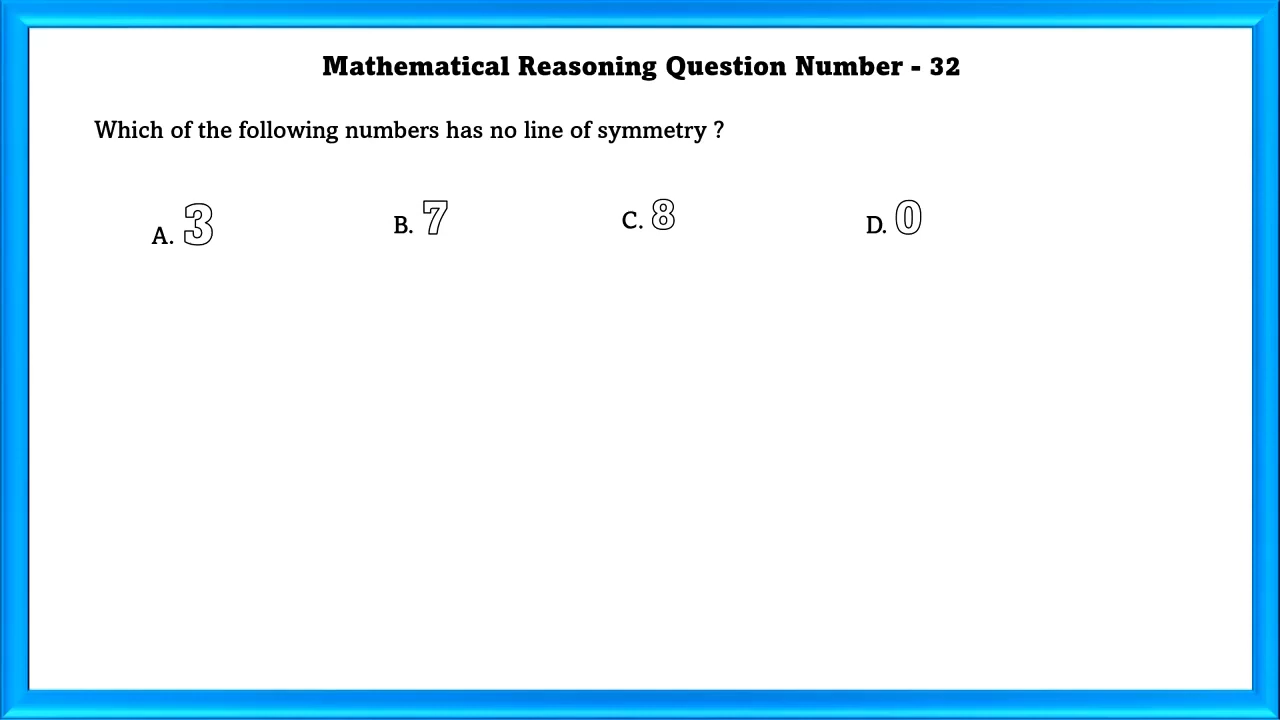 Mathematical Reasoning Question Number - 32
Which of the following numbers has no line of symmetry ?
A. 3 B. 7 C. 8 D. 0